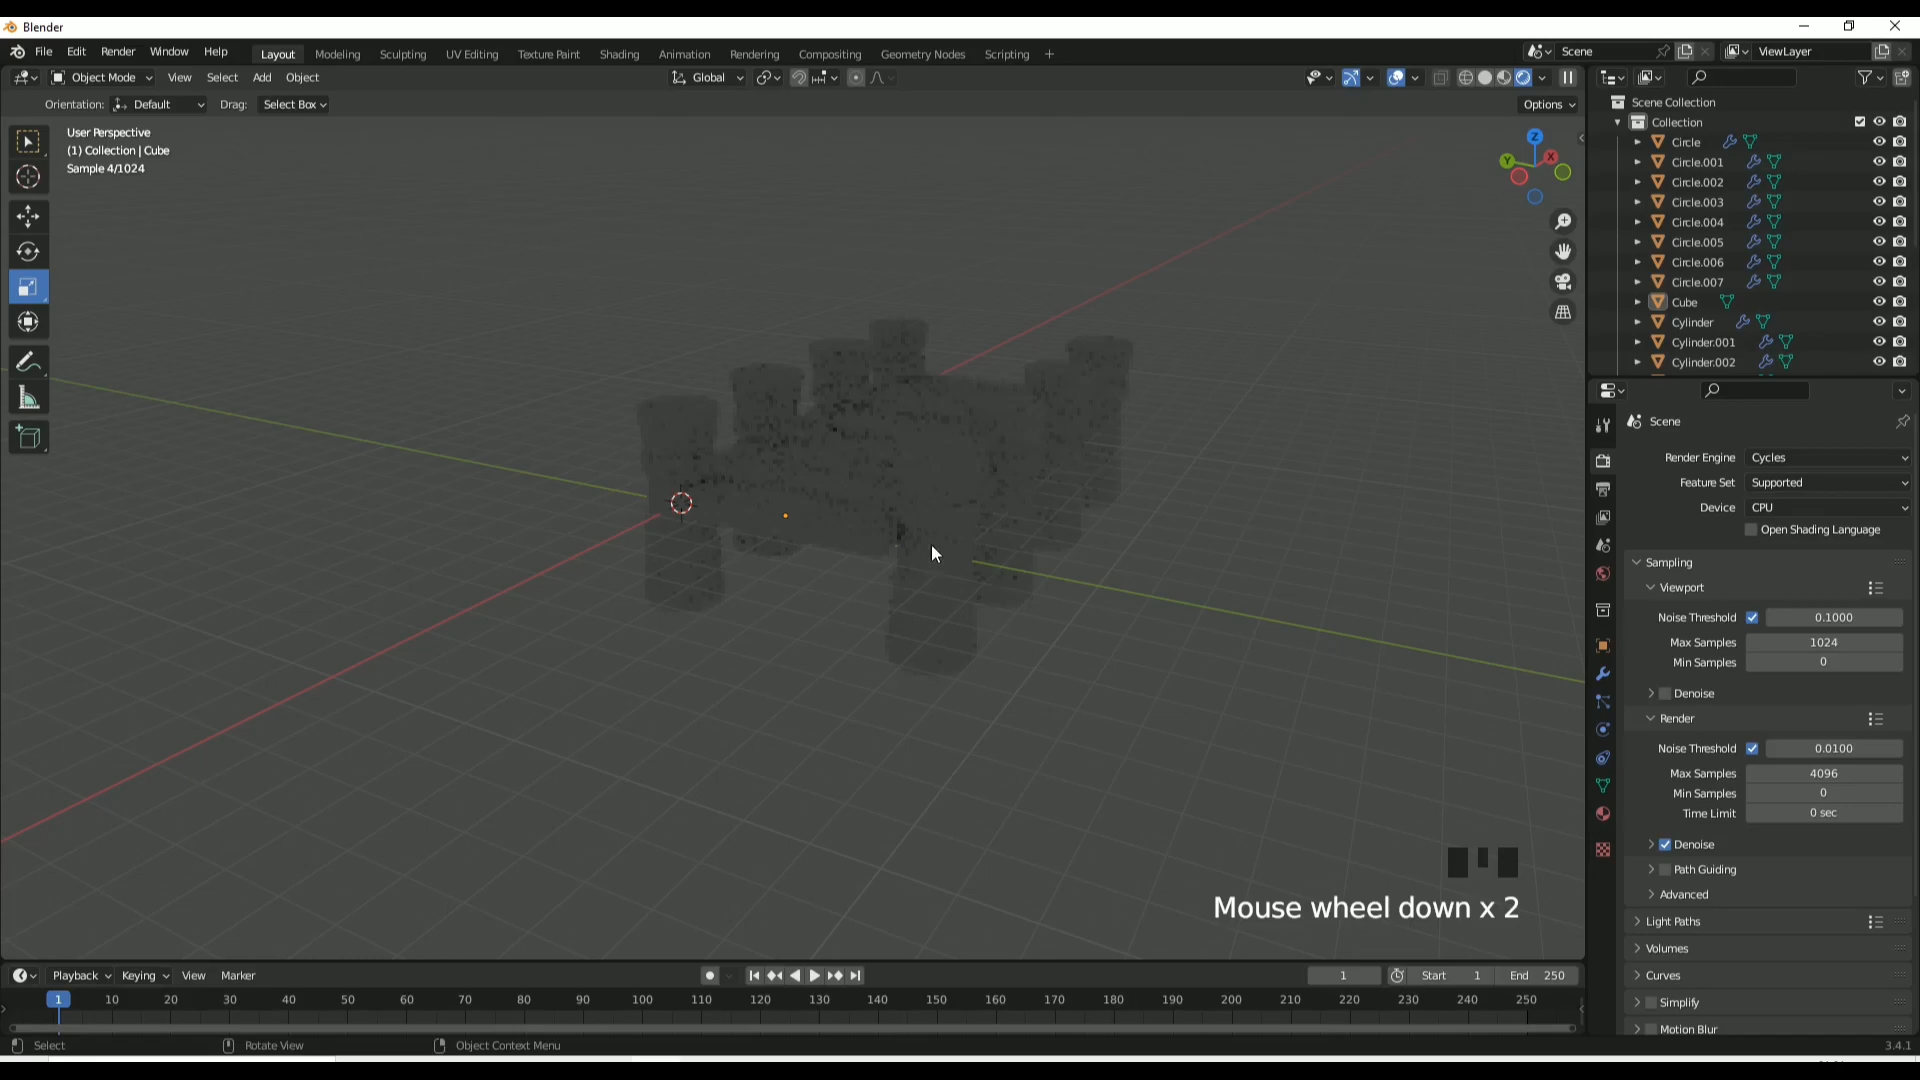 Blender
File Edit Render Window Help Layout Modeling Sculpting UV Editing Texture Paint Shading Animation Rendering Compositing Geometry Nodes Scripting + Scene ViewLayer
Object Mode View Select Add Object Global
Orientation: Default Drag: Select Box Options
User Perspective
(1) Collection | Cube
Sample 4/1024
Z
Y
X
Mouse wheel down x 2
Scene Collection
Collection
Circle
Circle.001
Circle.002
Circle.003
Circle.004
Circle.005
Circle.006
Circle.007
Cube
Cylinder
Cylinder.001
Cylinder.002
Scene
Render Engine Cycles
Feature Set Supported
Device CPU
Open Shading Language
Sampling
Viewport
Noise Threshold 0.1000
Max Samples 1024
Min Samples 0
Denoise
Render
Noise Threshold 0.0100
Max Samples 4096
Min Samples 0
Time Limit 0 sec
Denoise
Path Guiding
Advanced
Light Paths
Volumes
Curves
Simplify
Motion Blur
Playback Keying View Marker 1 Start 1 End 250
1 10 20 30 40 50 60 70 80 90 100 110 120 130 140 150 160 170 180 190 200 210 220 230 240 250
Select Rotate View Object Context Menu 3.4.1